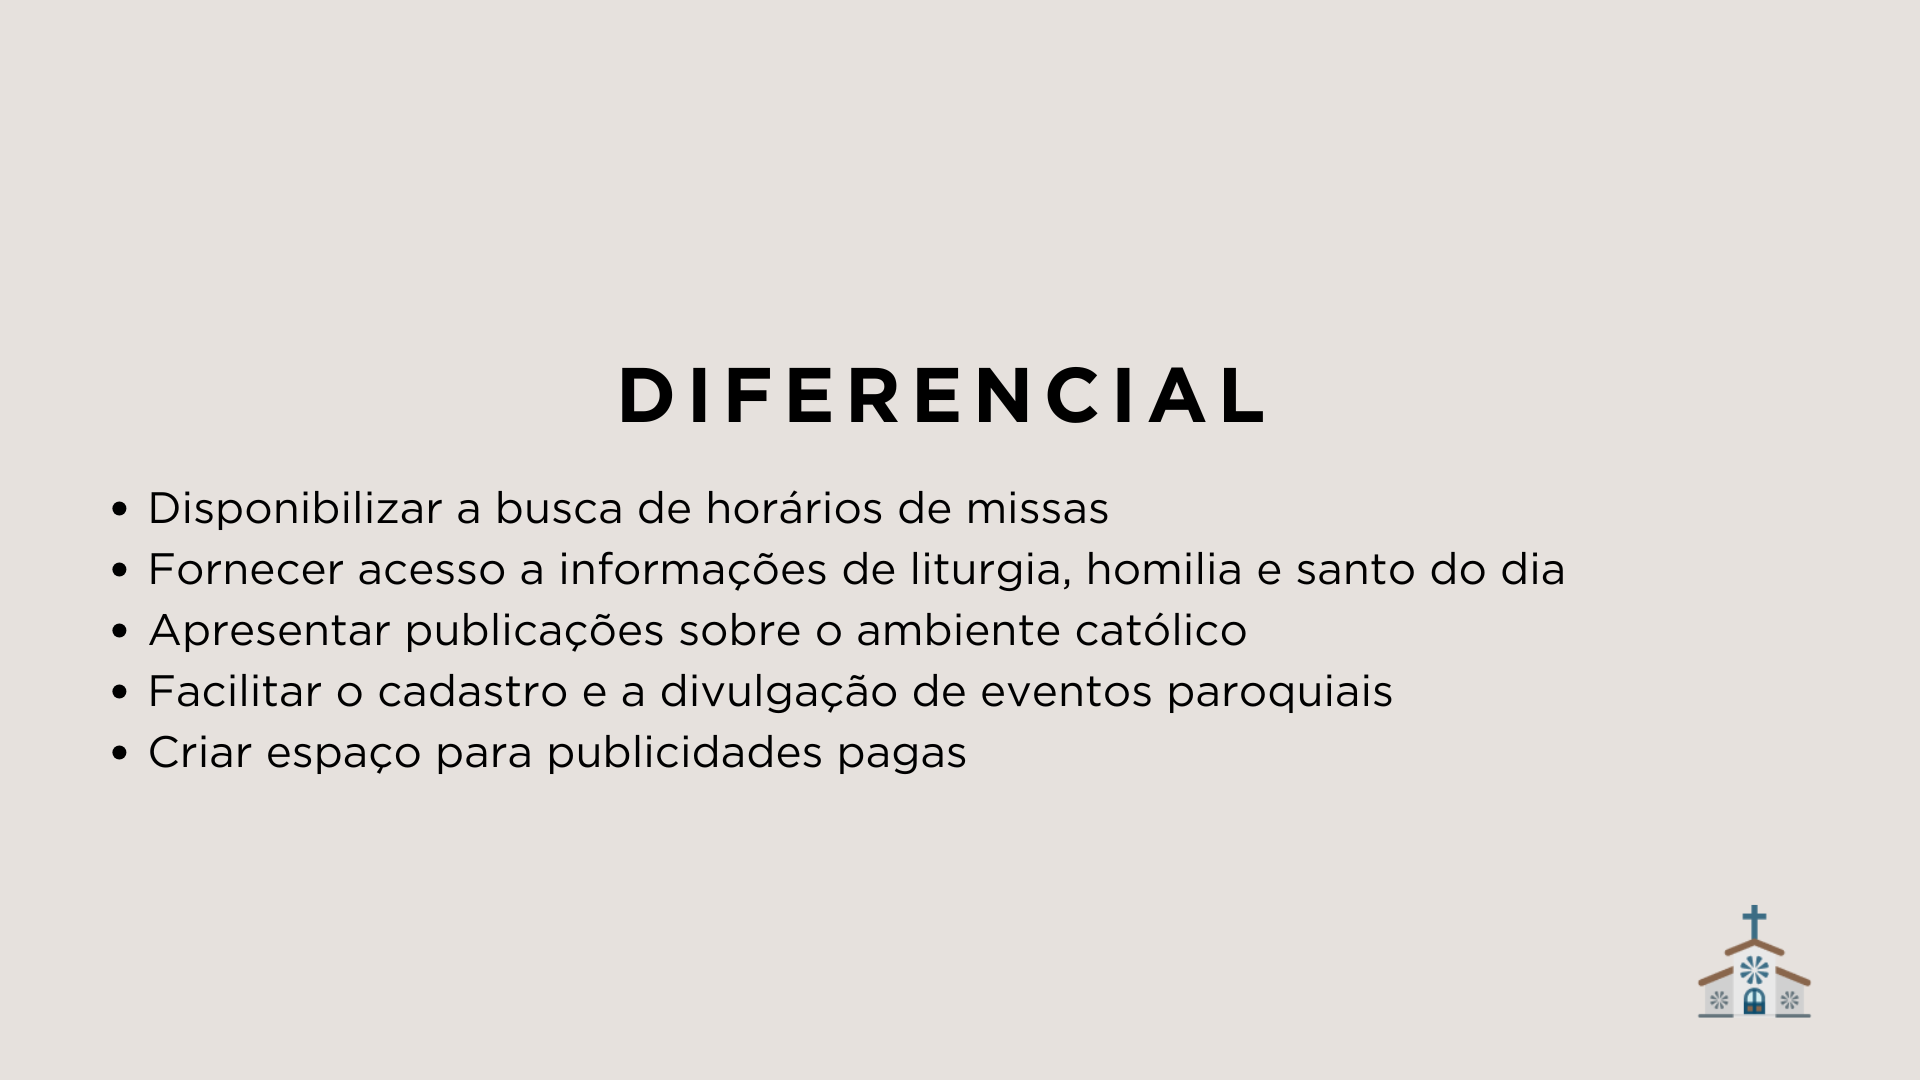 DIFERENCIAL
• Disponibilizar a busca de horários de missas
• Fornecer acesso a informações de liturgia, homilia e santo do dia
• Apresentar publicações sobre o ambiente católico
• Facilitar o cadastro e a divulgação de eventos paroquiais
• Criar espaço para publicidades pagas